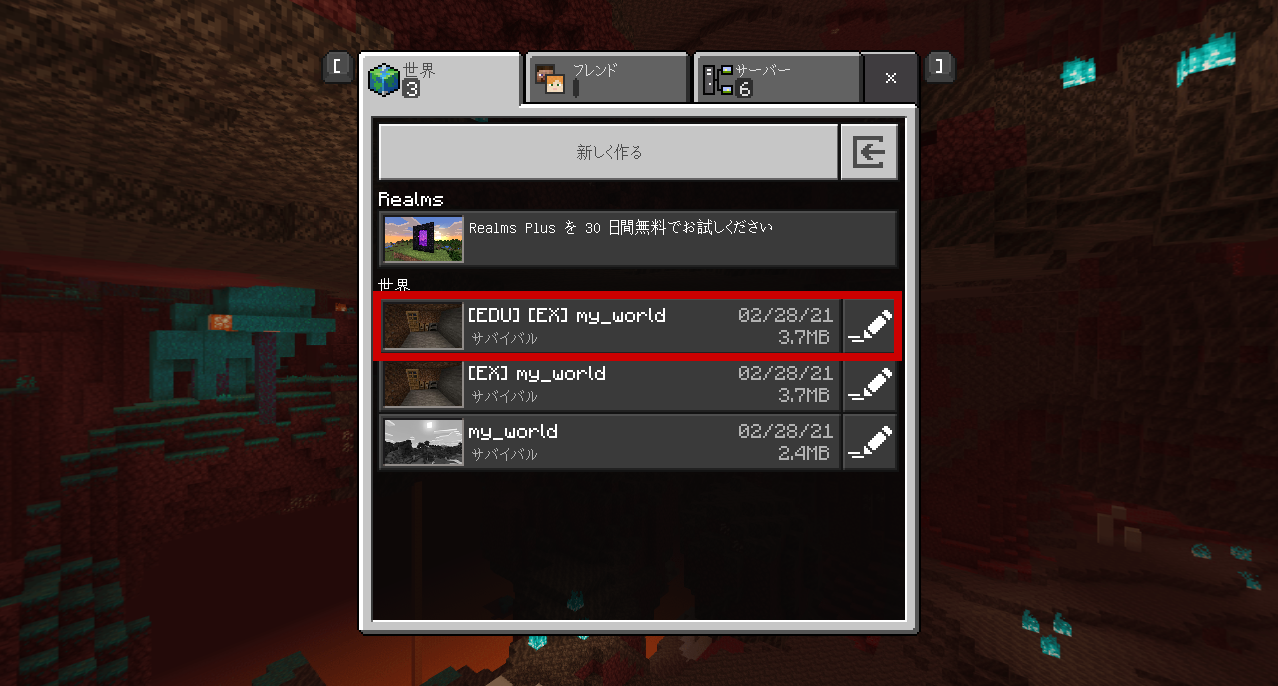 [
世界
3
フレンド
サーバー
6
×
]
新しく作る
Realms
Realms Plus を 30 日間無料でお試しください
世界
[EDU] [EX] my_world 02/28/21
サバイバル 3.7MB
[EX] my_world 02/28/21
サバイバル 3.7MB
my_world 02/28/21
サバイバル 2.4MB